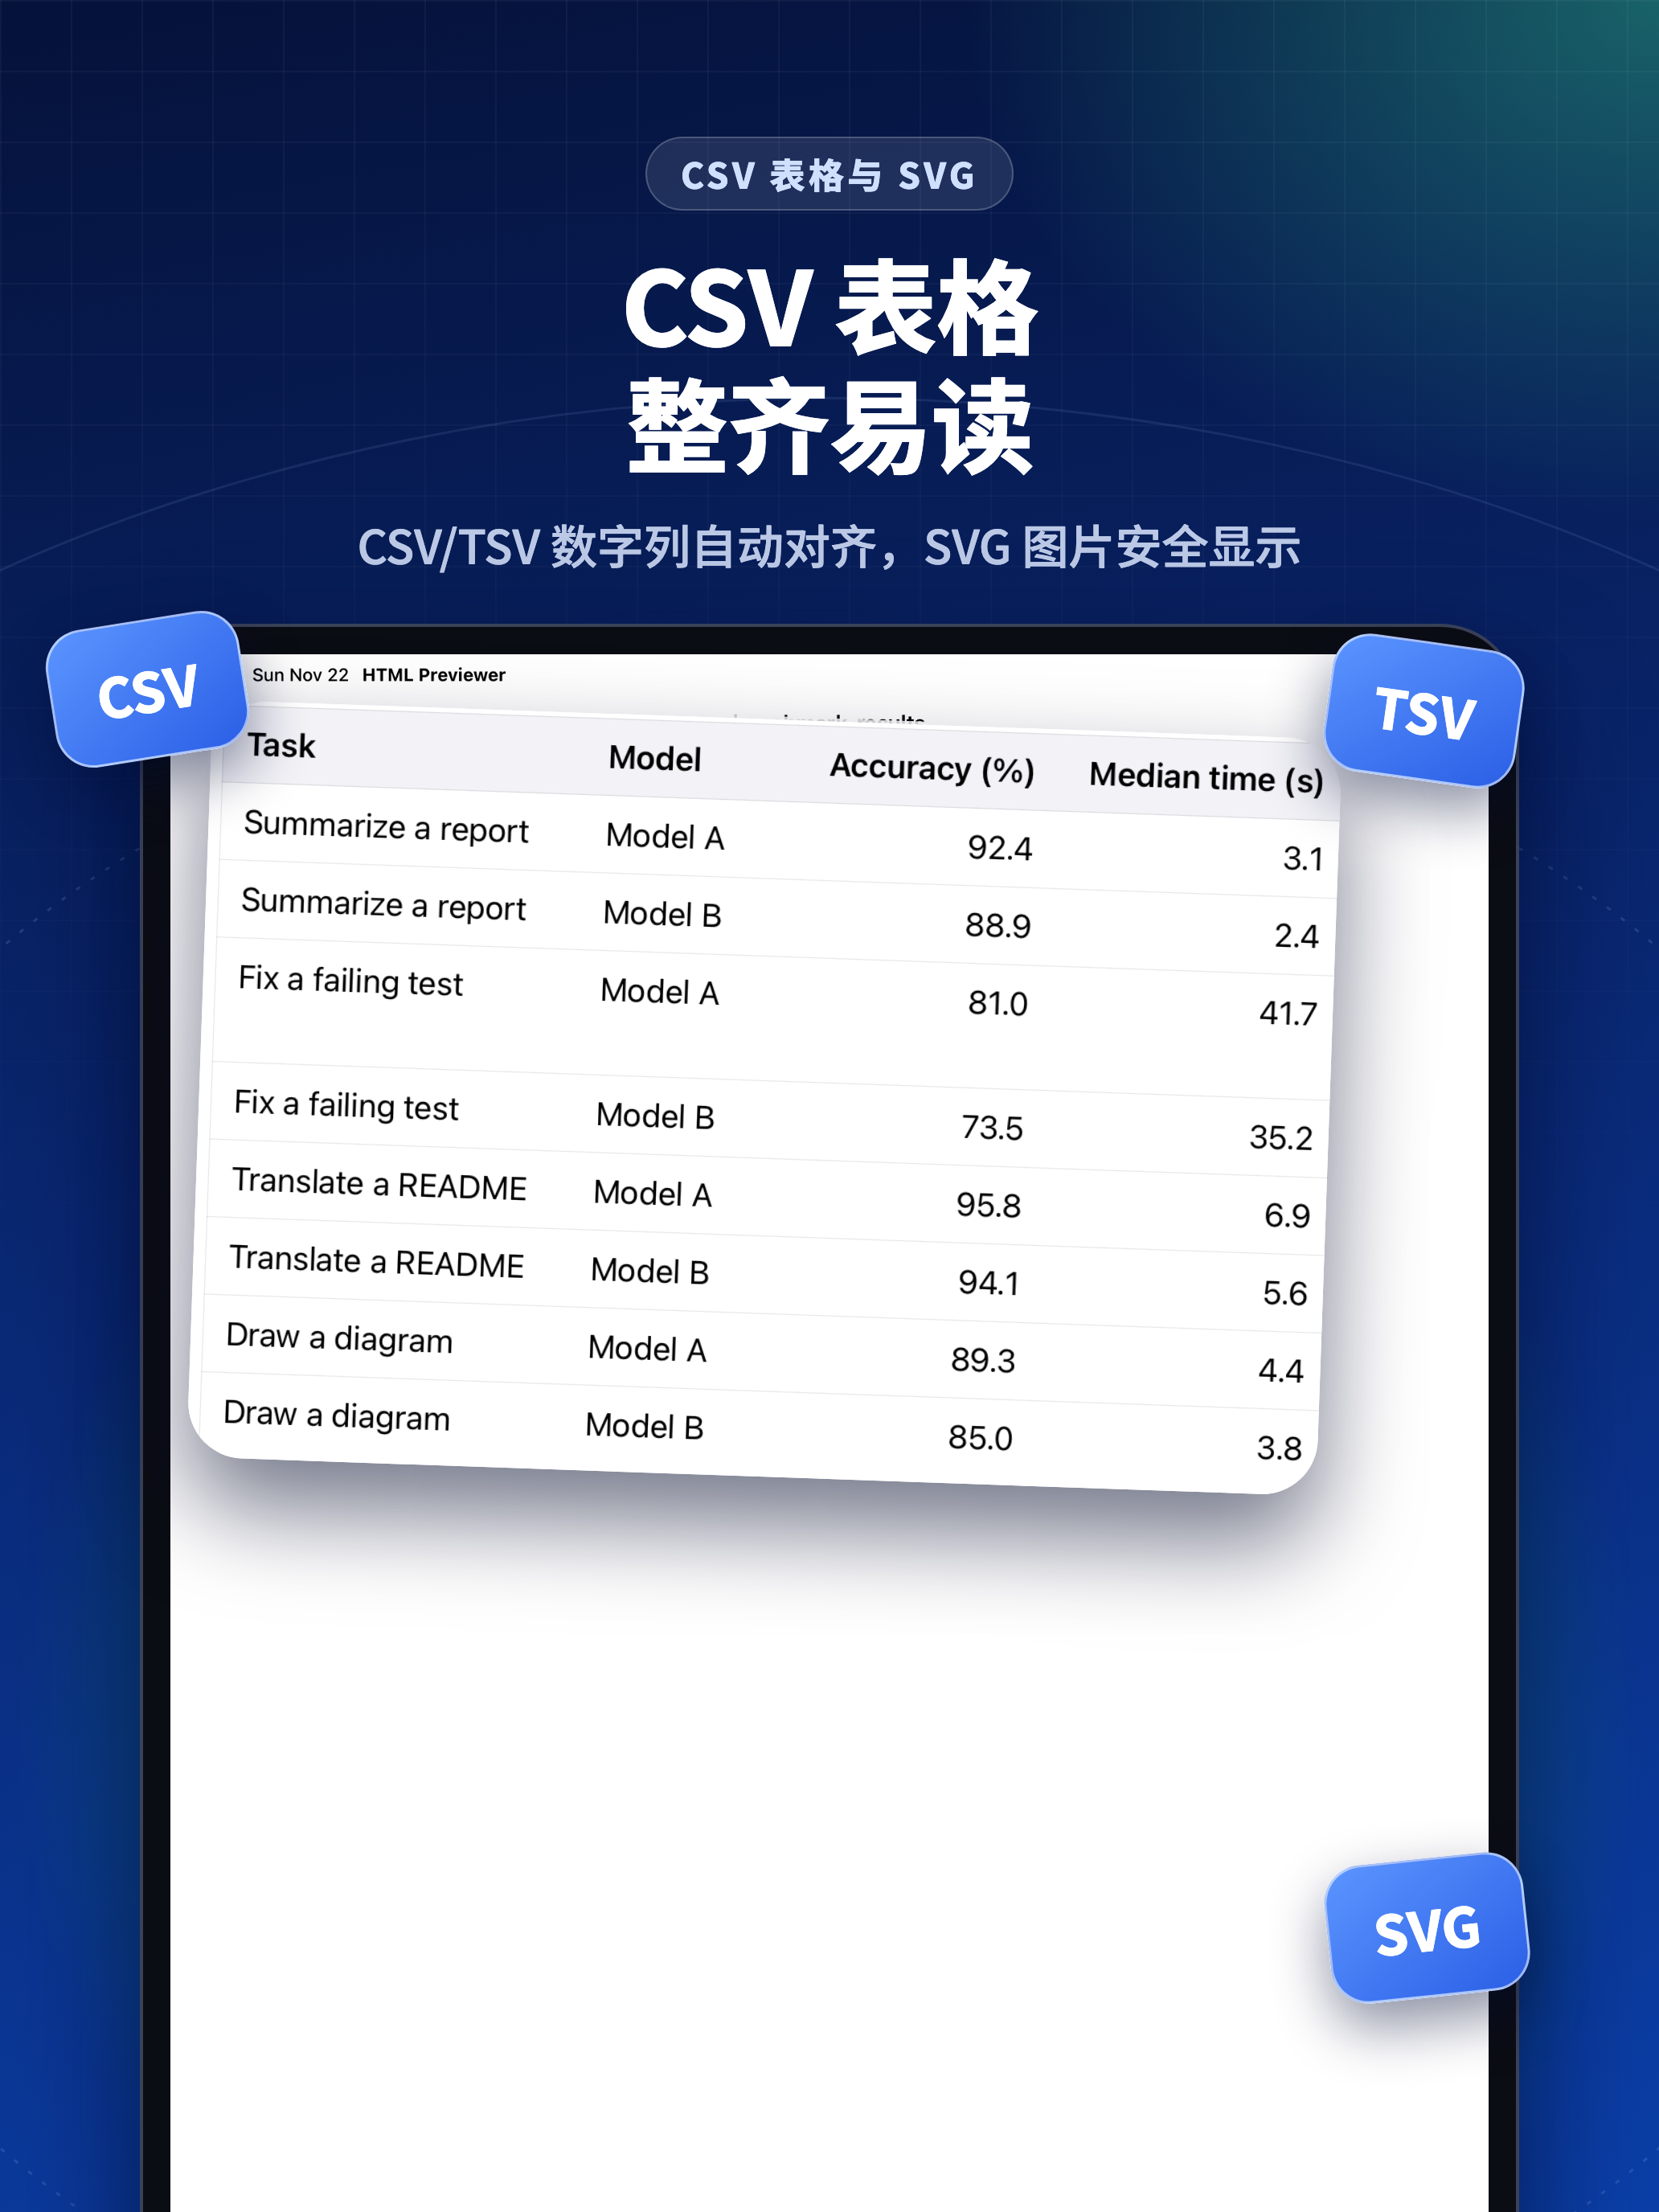 CSV 表格与 SVG
CSV 表格
整齐易读
CSV/TSV 数字列自动对齐，SVG 图片安全显示
CSV
TSV
Sun Nov 22 HTML Previewer
Task Model Accuracy (%) Median time (s)
Summarize a report Model A 92.4 3.1
Summarize a report Model B 88.9 2.4
Fix a failing test Model A 81.0 41.7
Fix a failing test Model B 73.5 35.2
Translate a README Model A 95.8 6.9
Translate a README Model B 94.1 5.6
Draw a diagram Model A 89.3 4.4
Draw a diagram Model B 85.0 3.8
SVG